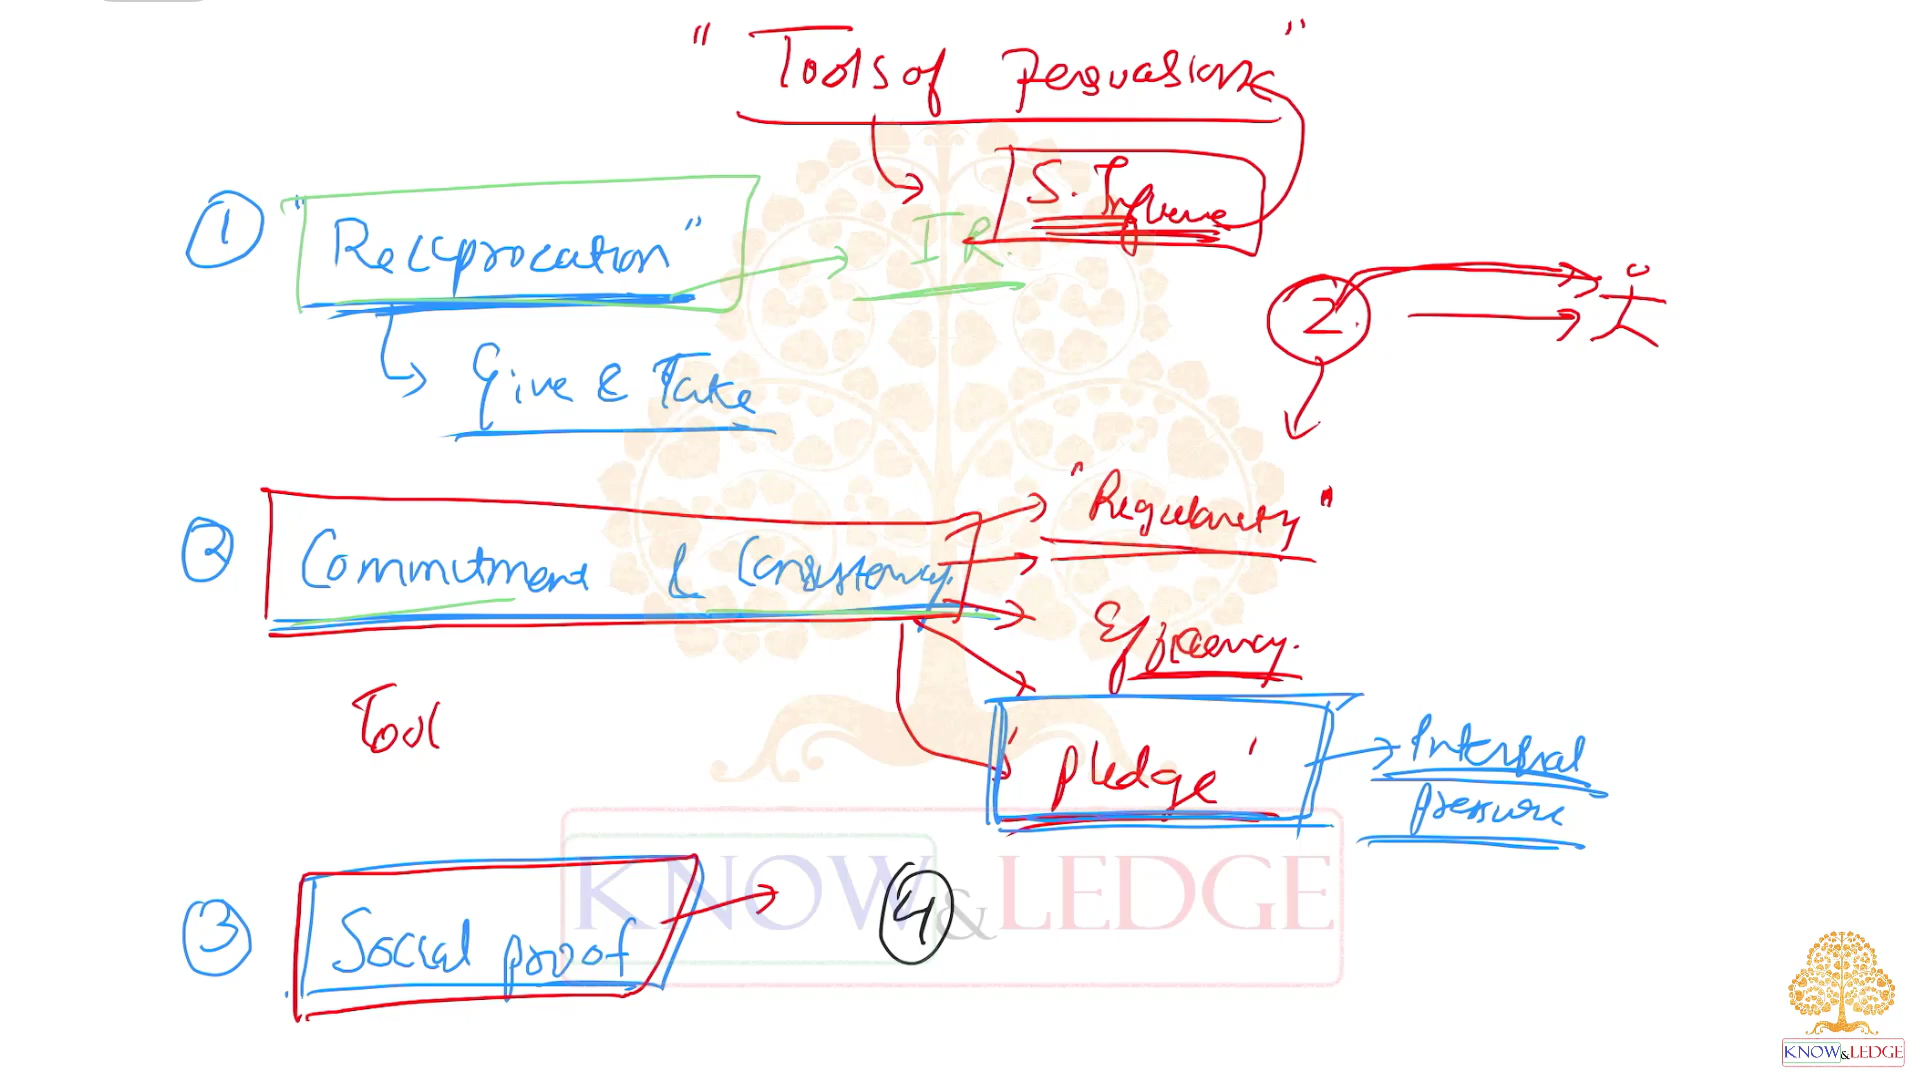 " Tools of Persuasion "
S. Influence
① "Reciprocation" → IR.
2
Give & Take
② Commitment & Consistency.
"Regularity"
Efficiency.
Tool
'pledge'
Internal
pressure
③ Social proof
④
KNOW&LEDGE
KNOW&LEDGE